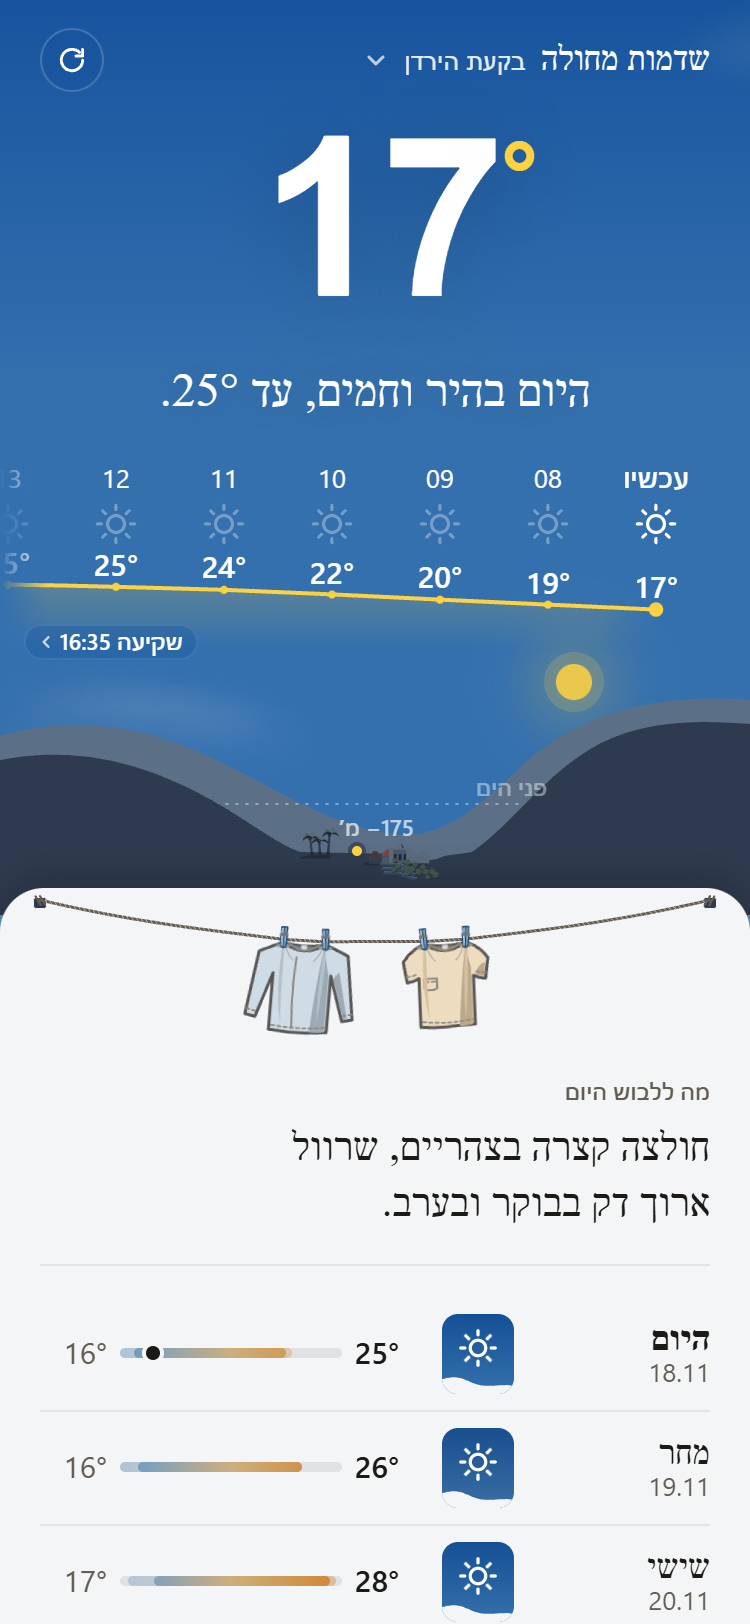 שדמות מחולה בקעת הירדן
17°
היום בהיר וחמים, עד 25°.
עכשיו 08 09 10 11 12 13
17° 19° 20° 22° 24° 25°
שקיעה 16:35
פני הים
−175 מ׳
מה ללבוש היום
חולצה קצרה בצהריים, שרוול
ארוך דק בבוקר ובערב.
היום 25° 16°
18.11
מחר 26° 16°
19.11
שישי 28° 17°
20.11